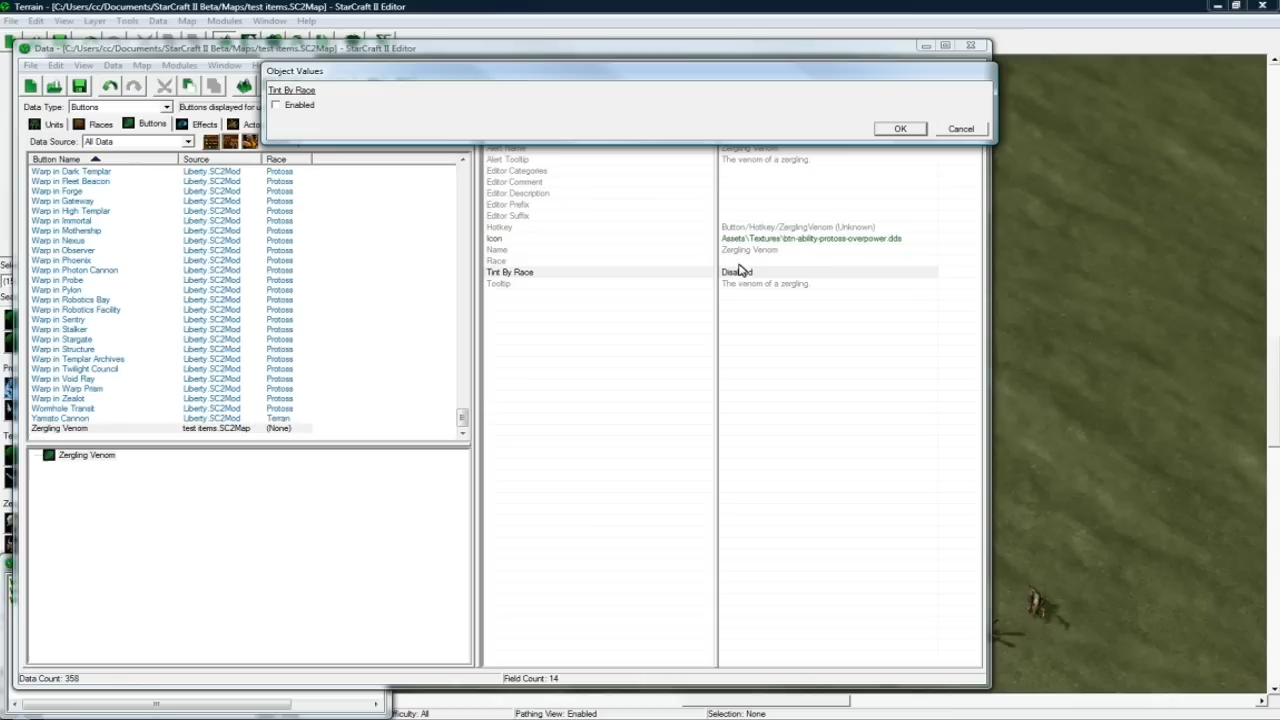 Terrain - [C:/Users/cc/Documents/StarCraft II Beta/Maps/test items.SC2Map] - StarCraft II Editor
File Edit View Layer Tools Data Map Modules Window Help
Data - [C:/Users/cc/Documents/StarCraft II Beta/Maps/test items.SC2Map] - StarCraft II Editor
File Edit View Data Map Modules Window
Object Values
Tint By Race
Enabled
OK Cancel
Data Type: Buttons
Units Races Buttons Effects
Data Source: All Data
Button Name Source Race
Warp in Dark Templar Liberty.SC2Mod Protoss
Warp in Fleet Beacon Liberty.SC2Mod Protoss
Warp in Forge Liberty.SC2Mod Protoss
Warp in Gateway Liberty.SC2Mod Protoss
Warp in High Templar Liberty.SC2Mod Protoss
Warp in Immortal Liberty.SC2Mod Protoss
Warp in Mothership Liberty.SC2Mod Protoss
Warp in Nexus Liberty.SC2Mod Protoss
Warp in Observer Liberty.SC2Mod Protoss
Warp in Phoenix Liberty.SC2Mod Protoss
Warp in Photon Cannon Liberty.SC2Mod Protoss
Warp in Probe Liberty.SC2Mod Protoss
Warp in Pylon Liberty.SC2Mod Protoss
Warp in Robotics Bay Liberty.SC2Mod Protoss
Warp in Robotics Facility Liberty.SC2Mod Protoss
Warp in Sentry Liberty.SC2Mod Protoss
Warp in Stalker Liberty.SC2Mod Protoss
Warp in Stargate Liberty.SC2Mod Protoss
Warp in Structure Liberty.SC2Mod Protoss
Warp in Templar Archives Liberty.SC2Mod Protoss
Warp in Twilight Council Liberty.SC2Mod Protoss
Warp in Void Ray Liberty.SC2Mod Protoss
Warp in Warp Prism Liberty.SC2Mod Protoss
Warp in Zealot Liberty.SC2Mod Protoss
Wormhole Transit Liberty.SC2Mod Protoss
Yamato Cannon Liberty.SC2Mod Terran
Zergling Venom test items.SC2Map (None)
Zergling Venom
Alert Name Zergling Venom
Alert Tooltip The venom of a zergling.
Editor Categories
Editor Comment
Editor Description
Editor Prefix
Editor Suffix
Hotkey Button/Hotkey/ZerglingVenom (Unknown)
Icon Assets\Textures\btn-ability-protoss-overpower.dds
Name Zergling Venom
Race
Tint By Race Disabled
Tooltip The venom of a zergling.
Data Count: 358 Field Count: 14
Pathing View: Enabled Selection: None